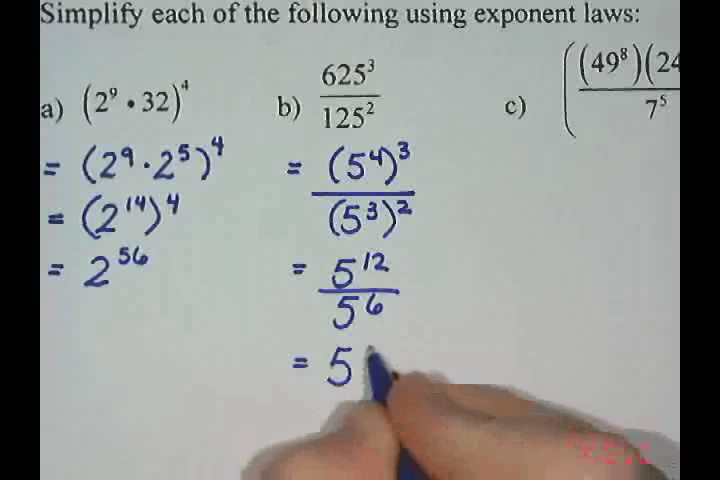 Simplify each of the following using exponent laws:
a) (2⁹ • 32)⁴
= (2⁹ · 2⁵)⁴
= (2¹⁴)⁴
= 2⁵⁶
b) 625³ / 125²
= (5⁴)³ / (5³)²
= 5¹² / 5⁶
= 5
c) ((49⁸)(24 / 7⁵